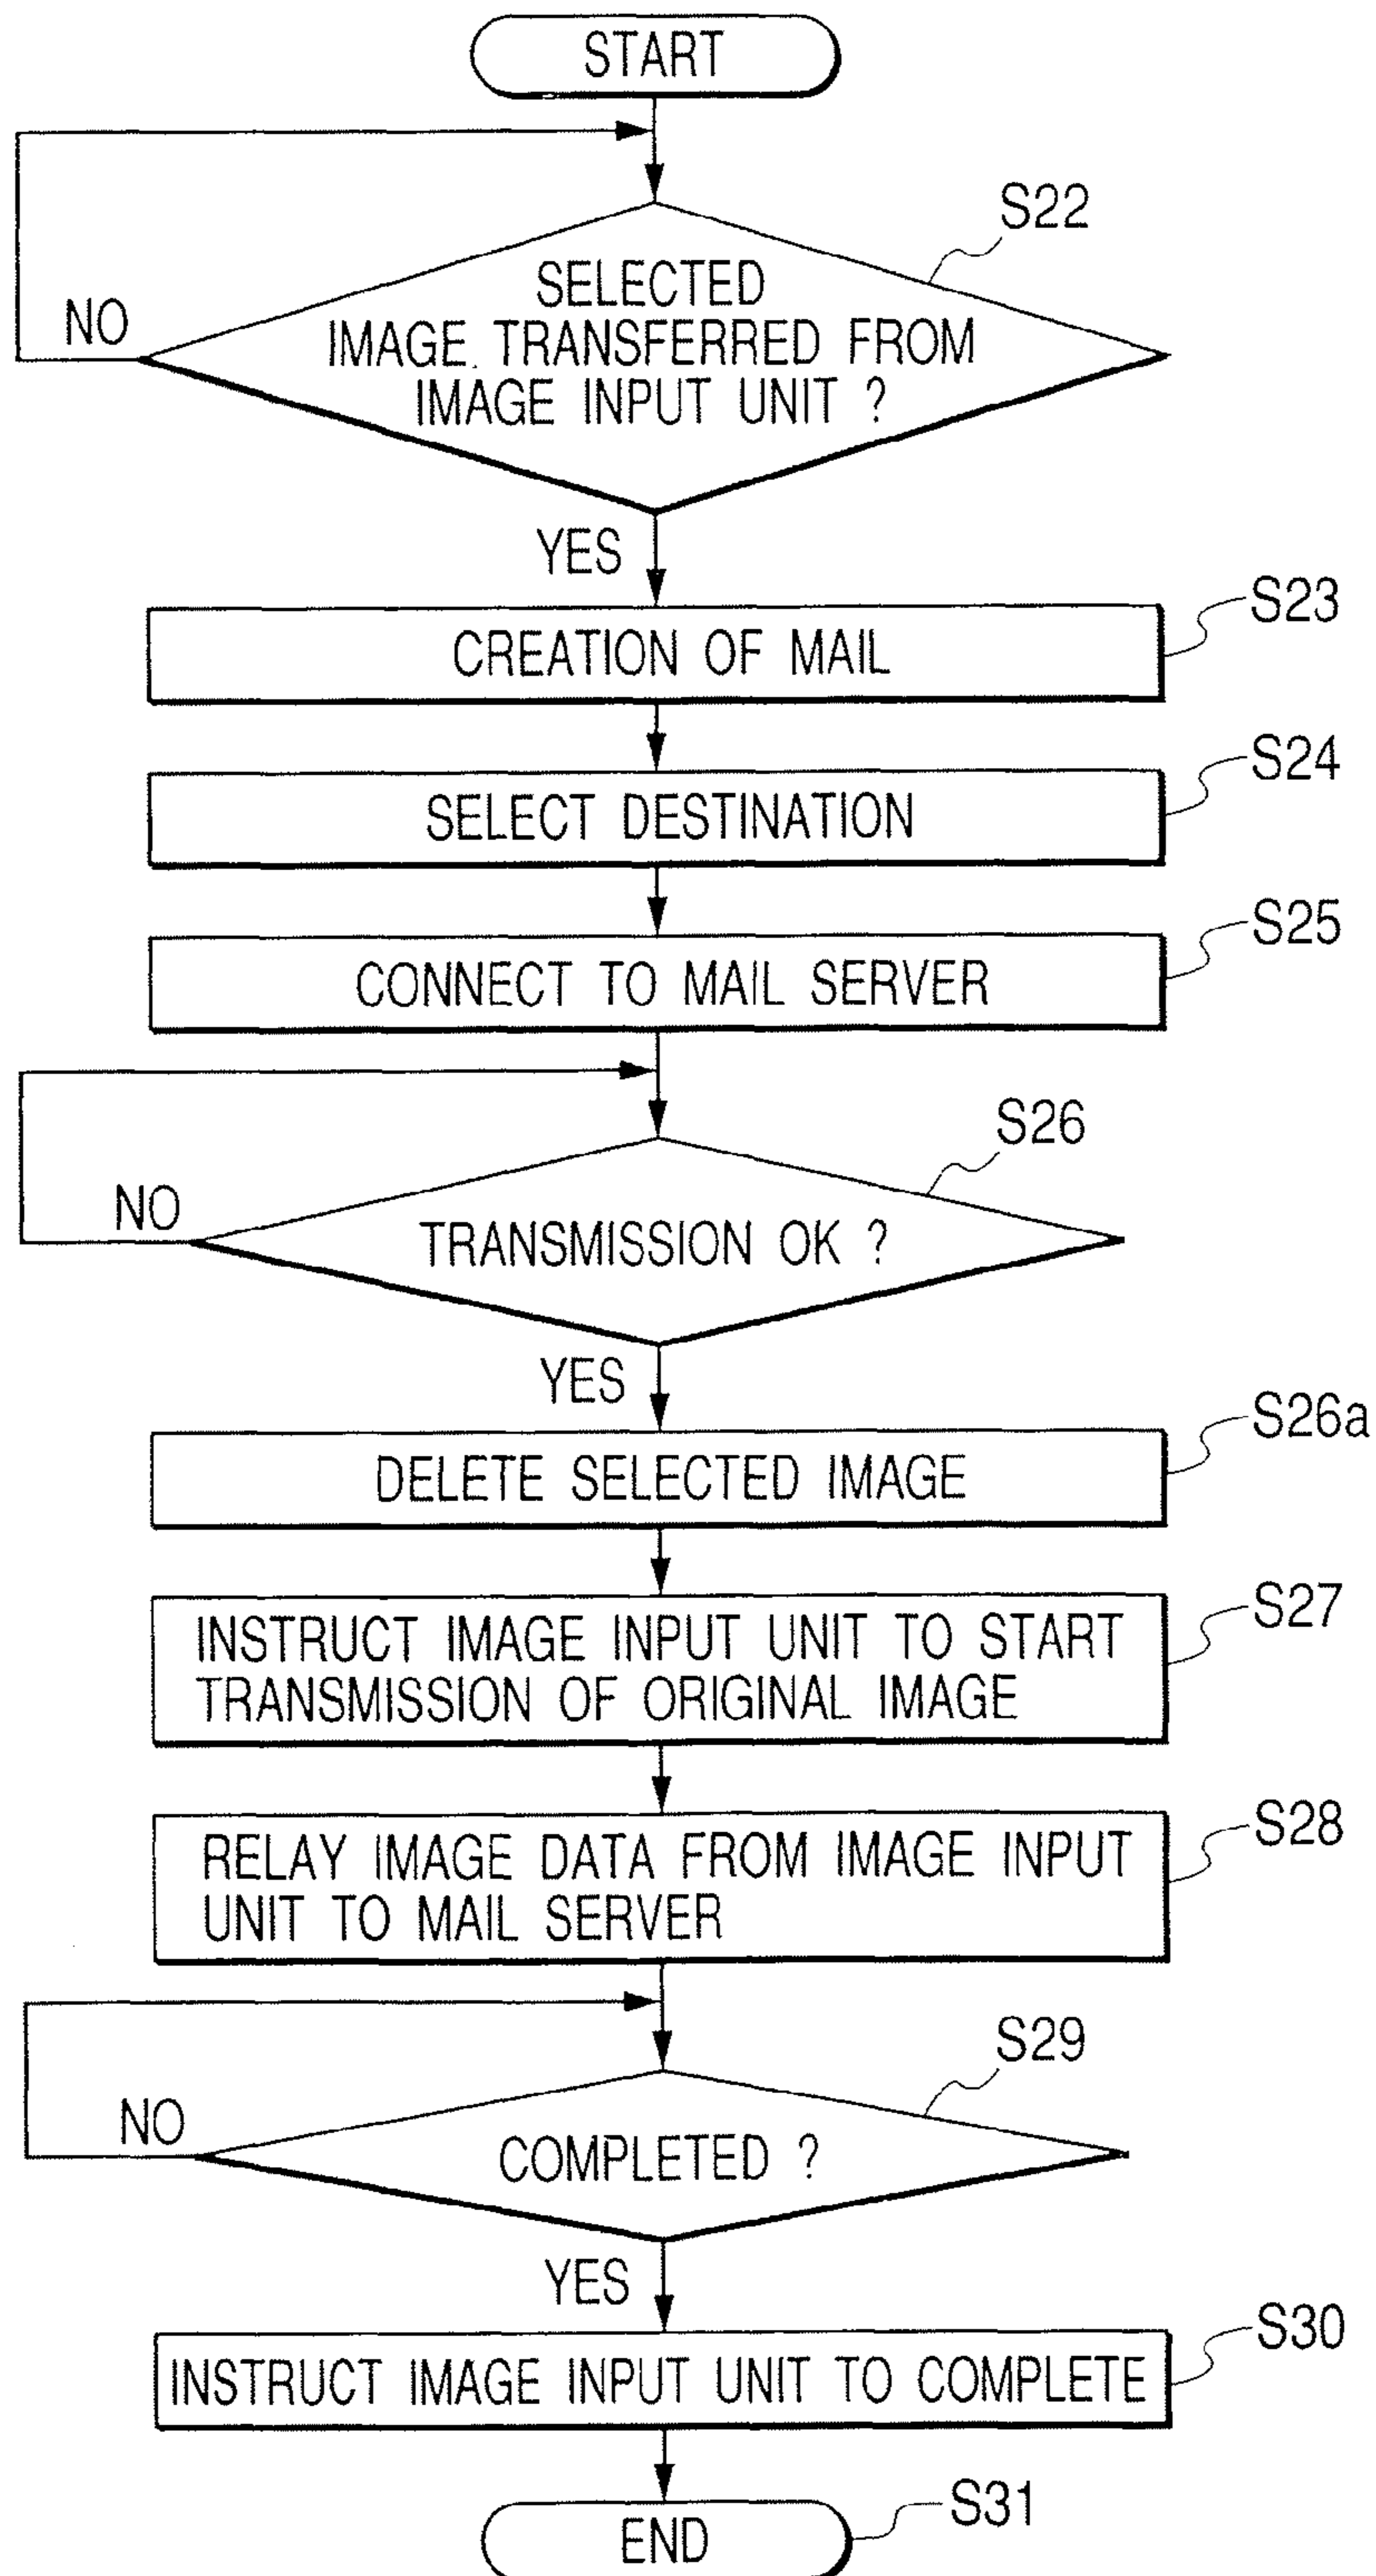 START
S22
SELECTED
IMAGE TRANSFERRED FROM
IMAGE INPUT UNIT ?
NO
YES
S23
CREATION OF MAIL
S24
SELECT DESTINATION
S25
CONNECT TO MAIL SERVER
S26
NO
TRANSMISSION OK ?
YES
S26a
DELETE SELECTED IMAGE
S27
INSTRUCT IMAGE INPUT UNIT TO START
TRANSMISSION OF ORIGINAL IMAGE
S28
RELAY IMAGE DATA FROM IMAGE INPUT
UNIT TO MAIL SERVER
S29
NO
COMPLETED ?
YES
S30
INSTRUCT IMAGE INPUT UNIT TO COMPLETE
S31
END